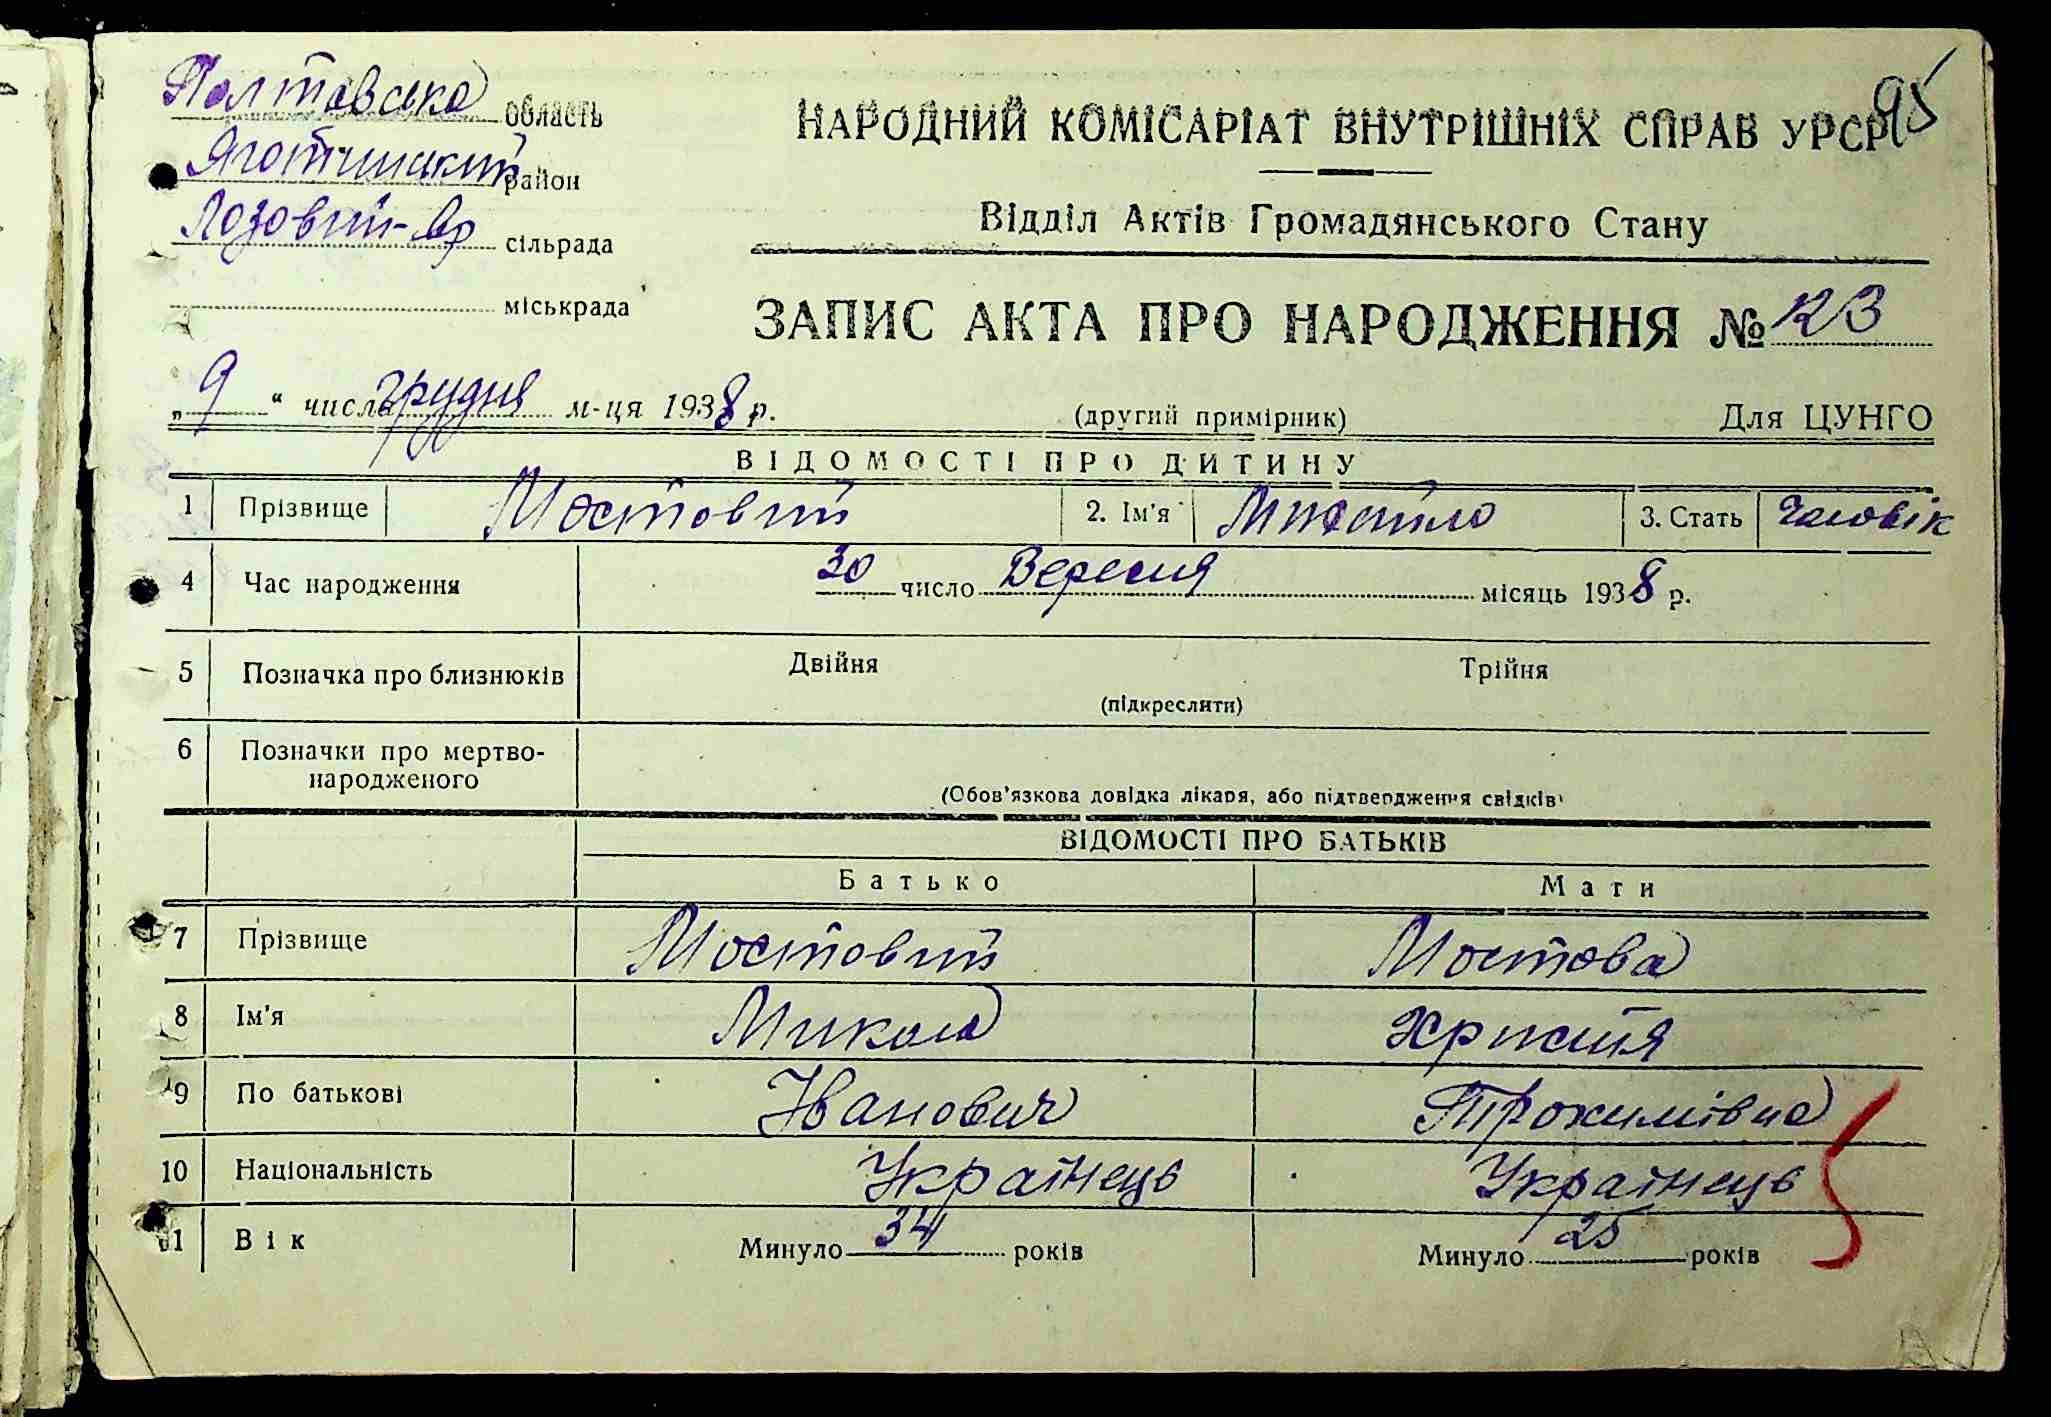 95
Полтавська область
НАРОДНИЙ КОМІСАРІАТ ВНУТРІШНІХ СПРАВ УРСР
Яготинський район
Лозовий-Яр сільрада
Відділ Актів Громадянського Стану
міськрада
ЗАПИС АКТА ПРО НАРОДЖЕННЯ № 123
„9“ числа грудня м-ця 1938 р.
(другий примірник)
Для ЦУНГО
ВІДОМОСТІ ПРО ДИТИНУ
1 Прізвище Мостовий 2. Ім'я Михайло 3. Стать Чаловік
4 Час народження 30 число Вересня місяць 1938 р.
5 Позначка про близнюків Двійня Трійня
(підкреслити)
6 Позначки про мертво-
народженого
(Обов'язкова довідка лікаря, або підтвердження свідків)
ВІДОМОСТІ ПРО БАТЬКІВ
Батько Мати
7 Прізвище Мостовий Мостова
8 Ім'я Микола Христя
9 По батькові Іванович Трохимівна
10 Національність Українець Українець
11 Вік Минуло 34 років Минуло 25 років